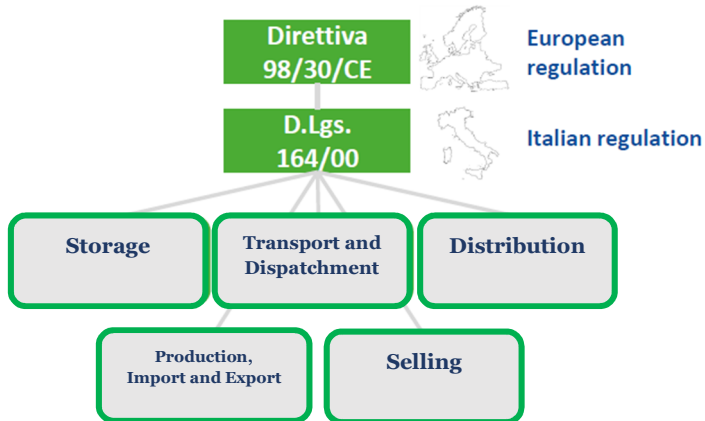 Direttiva
98/30/CE
European
regulation
D.Lgs.
164/00
Italian regulation
Storage
Transport and
Dispatchment
Distribution
Production,
Import and Export
Selling